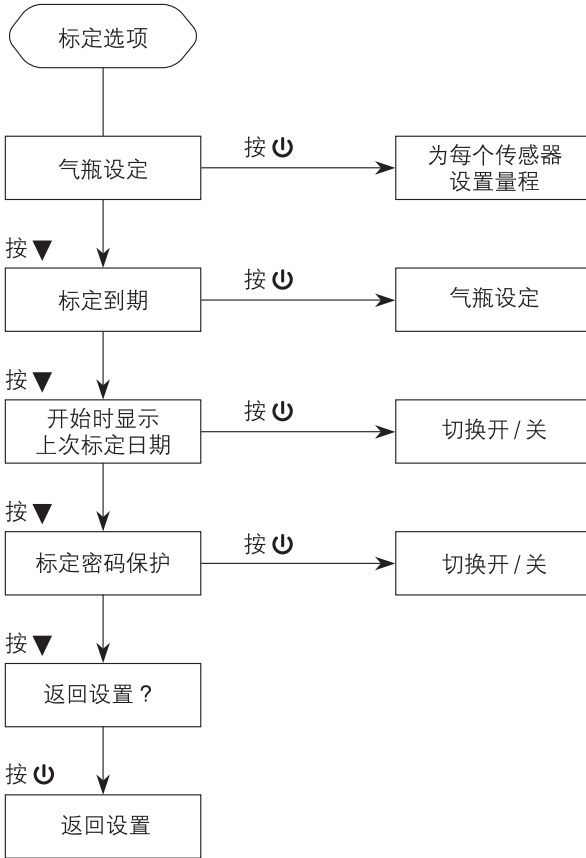 标定选项
气瓶设定
按 ⏻
为每个传感器
设置量程
按 ▼
标定到期
按 ⏻
气瓶设定
按 ▼
开始时显示
上次标定日期
按 ⏻
切换开 / 关
按 ▼
标定密码保护
按 ⏻
切换开 / 关
按 ▼
返回设置？
按 ⏻
返回设置